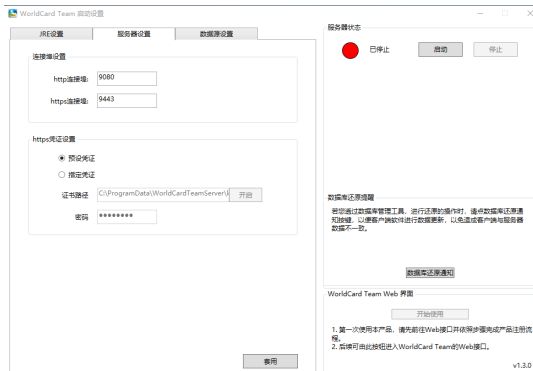 WorldCard Team 启动设置
JRE设置
服务器设置
数据源设置
连接埠设置
http连接埠:
9080
https连接埠:
9443
https凭证设置
预设凭证
指定凭证
证书路径
C:\ProgramData\WorldCardTeamServer\
开启
密码
********
套用
服务器状态
已停止
启动
停止
数据库还原提醒
若您通过数据库管理工具，进行还原的操作时，请点数据库还原通
知按键，以便客户端软件进行数据更新，以免造成客户端与服务器
数据不一致。
数据库还原通知
WorldCard Team Web 界面
开始使用
1. 第一次使用本产品，请先前往Web接口并依照步骤完成产品注册流
程。
2. 后续可由此按钮进入WorldCard Team的Web接口。
v1.3.0